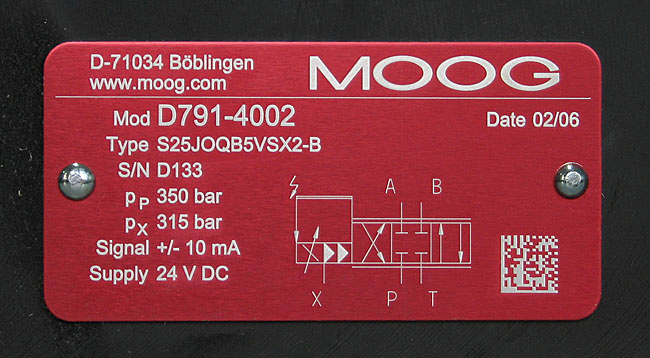 D-71034 Böblingen
www.moog.com
MOOG
Mod D791-4002
Date 02/06
Type S25JOQB5VSX2-B
S/N D133
pP 350 bar
pX 315 bar
Signal +/- 10 mA
Supply 24 V DC
A B
X P T